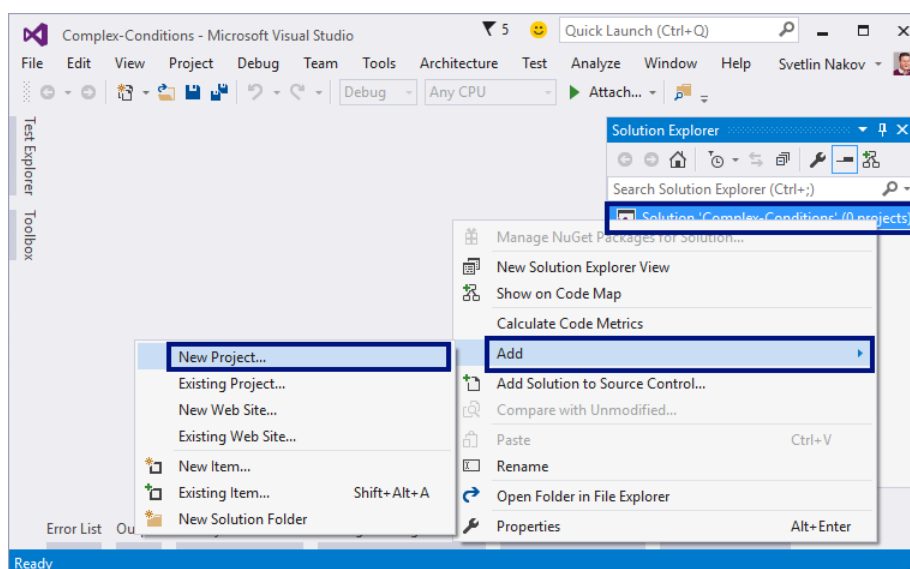 Complex-Conditions - Microsoft Visual Studio
5
Quick Launch (Ctrl+Q)
File Edit View Project Debug Team Tools Architecture Test Analyze Window Help Svetlin Nakov
Debug Any CPU Attach...
Test Explorer
Toolbox
Solution Explorer
Search Solution Explorer (Ctrl+;)
Solution 'Complex-Conditions' (0 projects)
Manage NuGet Packages for Solution...
New Solution Explorer View
Show on Code Map
Calculate Code Metrics
Add
Add Solution to Source Control...
Compare with Unmodified...
Paste Ctrl+V
Rename
Open Folder in File Explorer
Properties Alt+Enter
New Project...
Existing Project...
New Web Site...
Existing Web Site...
New Item...
Existing Item... Shift+Alt+A
New Solution Folder
Error List Ou
Ready